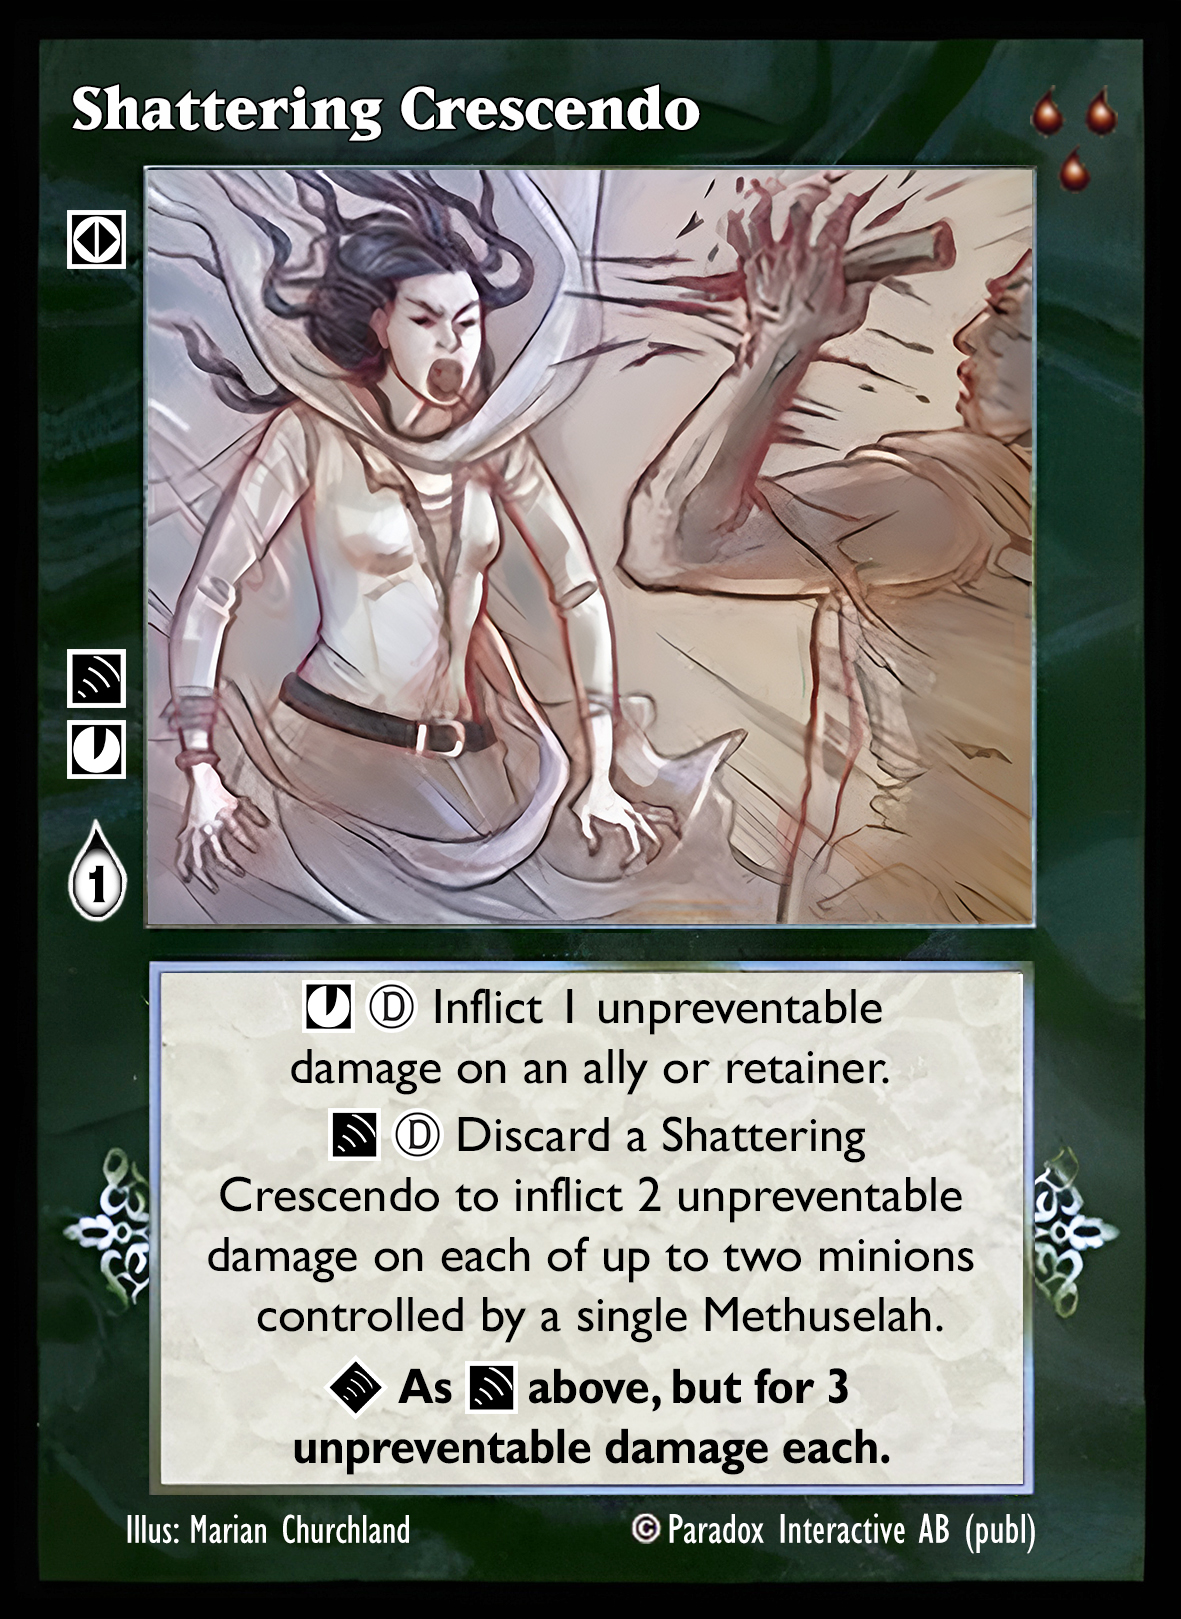 Shattering Crescendo
1
Ⓓ Inflict 1 unpreventable
damage on an ally or retainer.
Ⓓ Discard a Shattering
Crescendo to inflict 2 unpreventable
damage on each of up to two minions
controlled by a single Methuselah.
As above, but for 3
unpreventable damage each.
Illus: Marian Churchland © Paradox Interactive AB (publ)